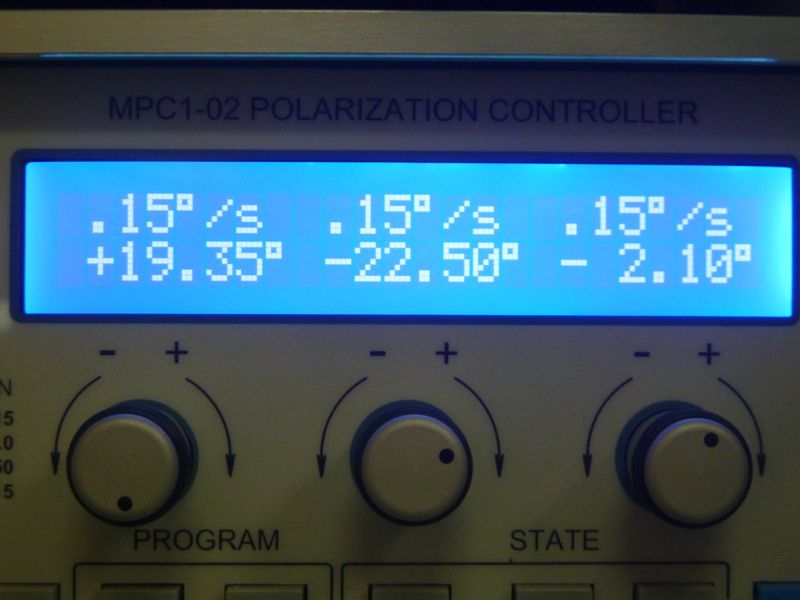 MPC1-02 POLARIZATION CONTROLLER
.15°/s .15°/s .15°/s
+19.35° -22.50° - 2.10°
- + - + - +
PROGRAM STATE